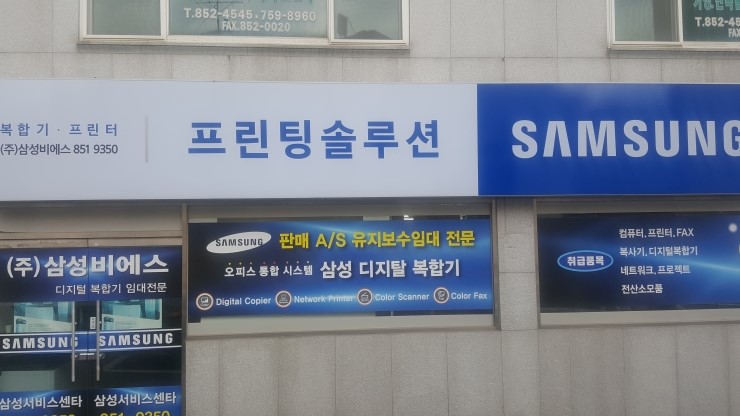 T.852-4545, 759-8960
FAX.852-0020
T.852-
FAX
복합기 · 프린터
(주)삼성비에스 851 9350
프린팅솔루션
SAMSUNG
SAMSUNG 판매 A/S 유지보수임대 전문
오피스 통합 시스템 삼성 디지탈 복합기
Digital Copier Network Printer Color Scanner Color Fax
취급품목
컴퓨터, 프린터, FAX
복사기, 디지털복합기
네트워크, 프로젝트
전산소모품
(주)삼성비에스
디지털 복합기 임대전문
SAMSUNG SAMSUNG
삼성서비스센타 삼성서비스센타
851 9350